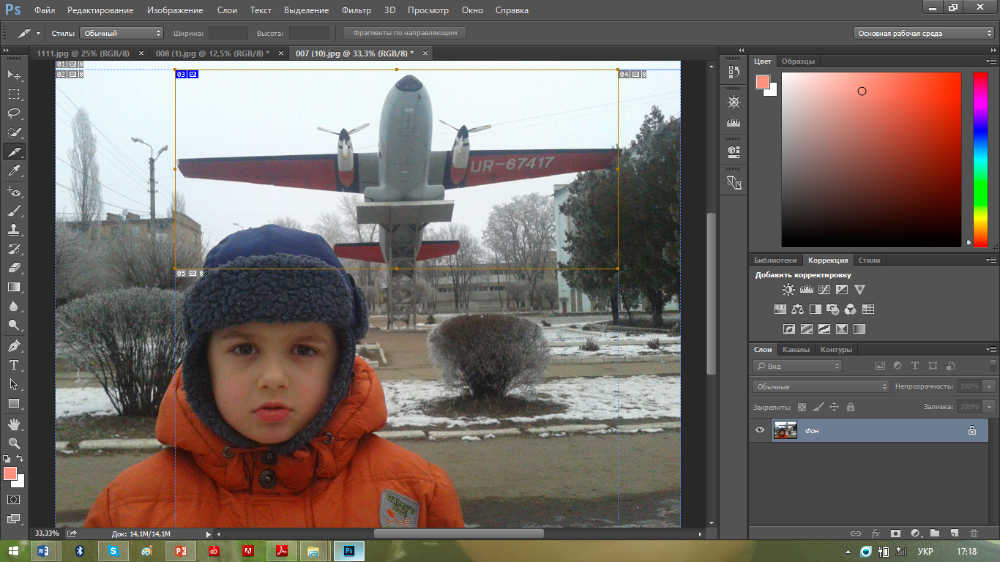 Ps Файл Редактирование Изображение Слои Текст Выделение Фильтр 3D Просмотр Окно Справка
Стиль: Обычный Ширина: Высота: Фрагменты по направляющим Основная рабочая среда
1111.jpg @ 25% (RGB/8) × 008 (1).jpg @ 12,5% (RGB/8) * × 007 (10).jpg @ 33,3% (RGB/8) * ×
01
02 03 04
UR-67417
05
Цвет Образцы
Библиотеки Коррекция Стили
Добавить корректировку
Слои Каналы Контуры
Вид
Обычные Непрозрачность: 100%
Закрепить: Заливка: 100%
Фон
33,33% Док: 14,1M/14,1M
УКР 17:18